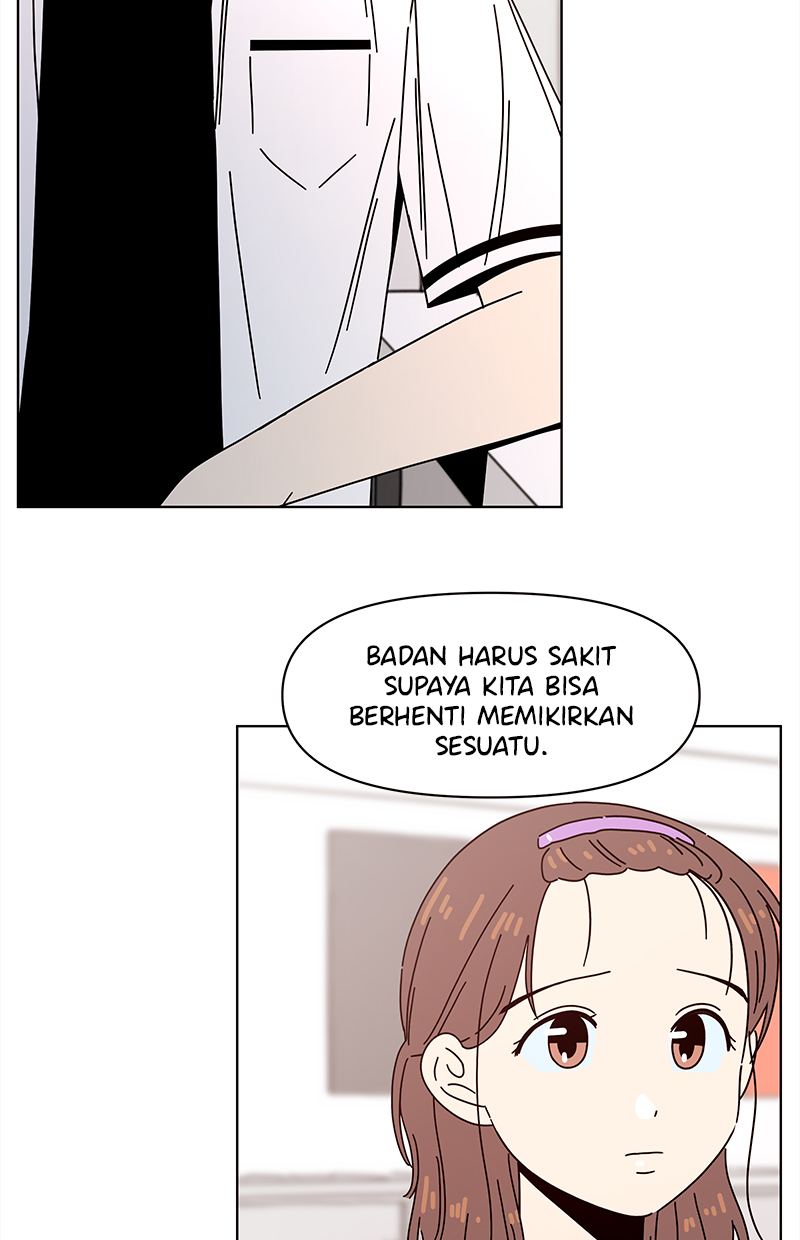 BADAN HARUS SAKIT
SUPAYA KITA BISA
BERHENTI MEMIKIRKAN
SESUATU.